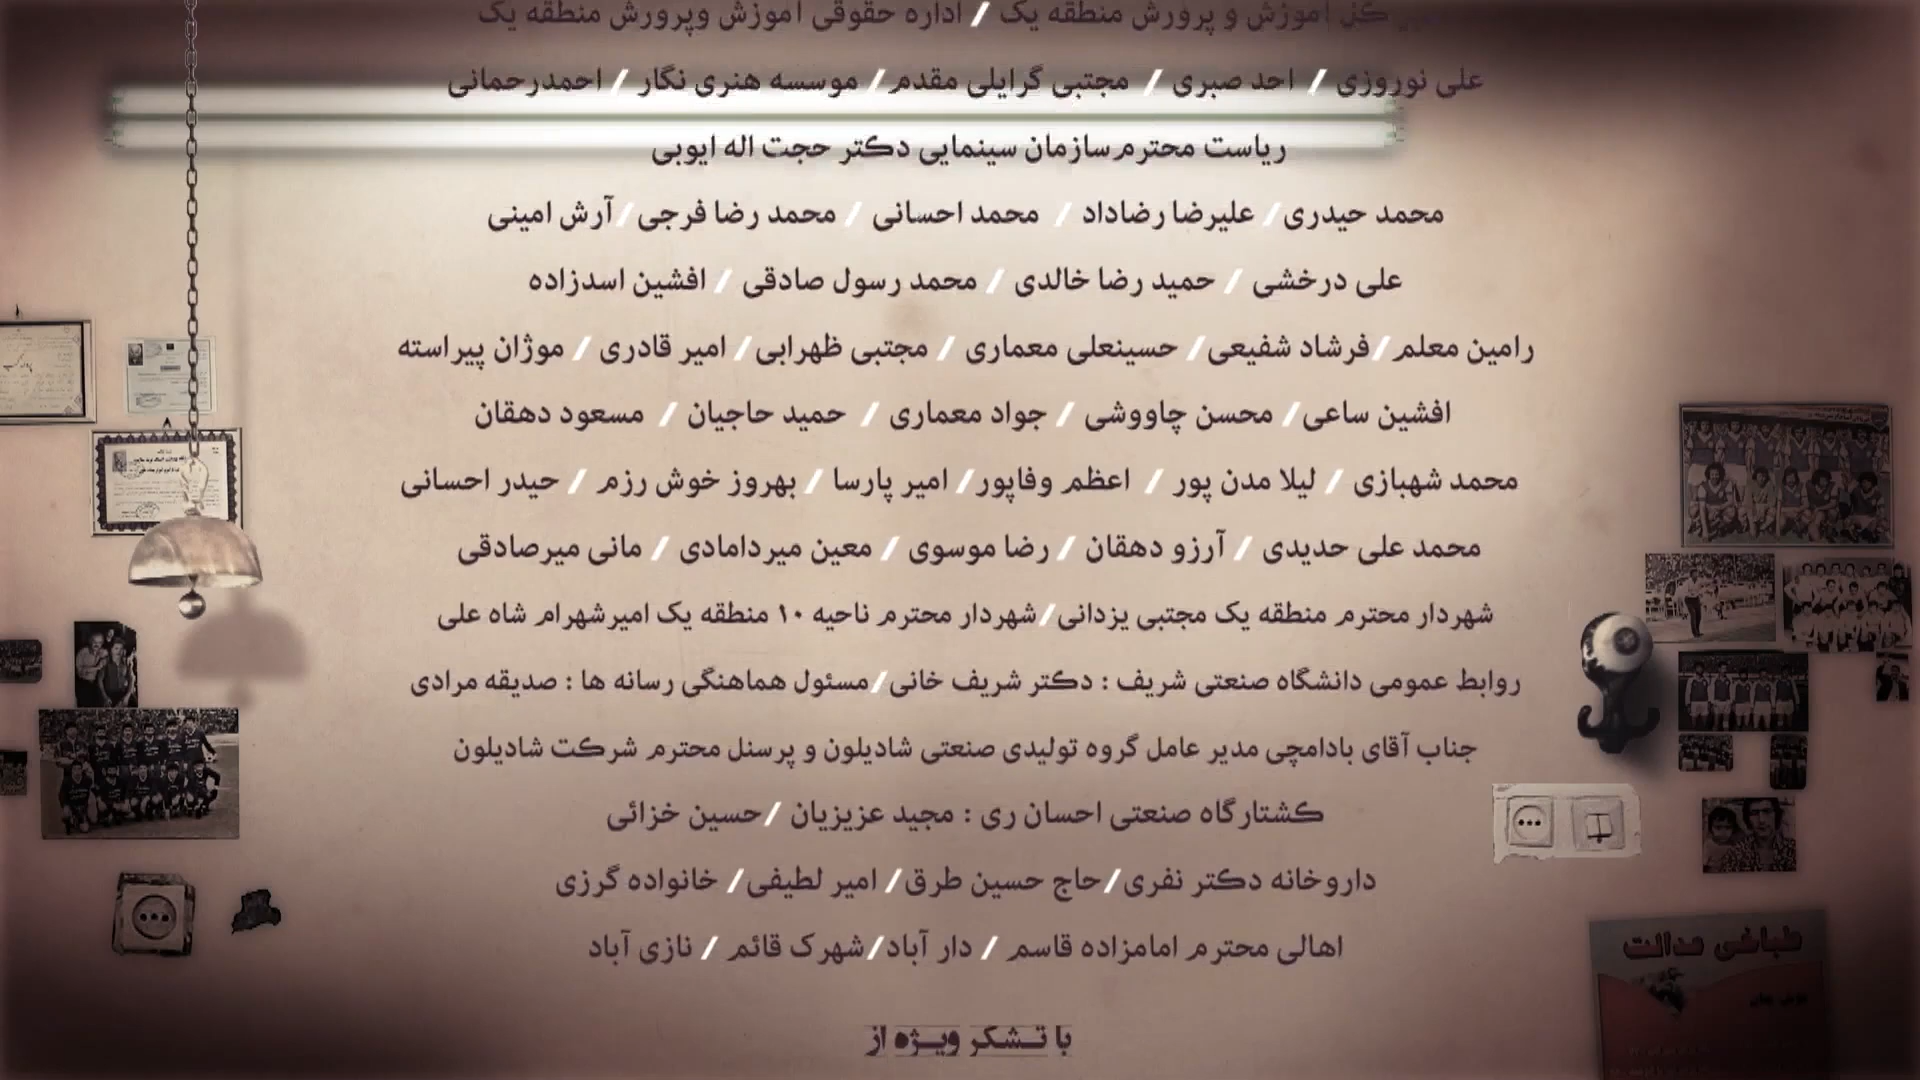 کل آموزش و پرورش منطقه یک / اداره حقوقی آموزش وپرورش منطقه یک
علی نوروزی / احد صبری / مجتبی گرایلی مقدم / موسسه هنری نگار / احمدرحمانی
ریاست محترم سازمان سینمایی دکتر حجت اله ایوبی
محمد حیدری / علیرضا رضاداد / محمد احسانی / محمد رضا فرجی / آرش امینی
علی درخشی / حمید رضا خالدی / محمد رسول صادقی / افشین اسدزاده
رامین معلم / فرشاد شفیعی / حسینعلی معماری / مجتبی ظهرابی / امیر قادری / موژان پیراسته
افشین ساعی / محسن چاووشی / جواد معماری / حمید حاجیان / مسعود دهقان
محمد شهبازی / لیلا مدن پور / اعظم وفاپور / امیر پارسا / بهروز خوش رزم / حیدر احسانی
محمد علی حدیدی / آرزو دهقان / رضا موسوی / معین میردامادی / مانی میرصادقی
شهردار محترم منطقه یک مجتبی یزدانی / شهردار محترم ناحیه ۱۰ منطقه یک امیرشهرام شاه علی
روابط عمومی دانشگاه صنعتی شریف : دکتر شریف خانی / مسئول هماهنگی رسانه ها : صدیقه مرادی
جناب آقای بادامچی مدیر عامل گروه تولیدی صنعتی شادیلون و پرسنل محترم شرکت شادیلون
کشتارگاه صنعتی احسان ری : مجید عزیزیان / حسین خزائی
داروخانه دکتر نفری / حاج حسین طرق / امیر لطیفی / خانواده گرزی
اهالی محترم امامزاده قاسم / دار آباد / شهرک قائم / نازی آباد
با تشکر ویژه از
طباخی عدالت